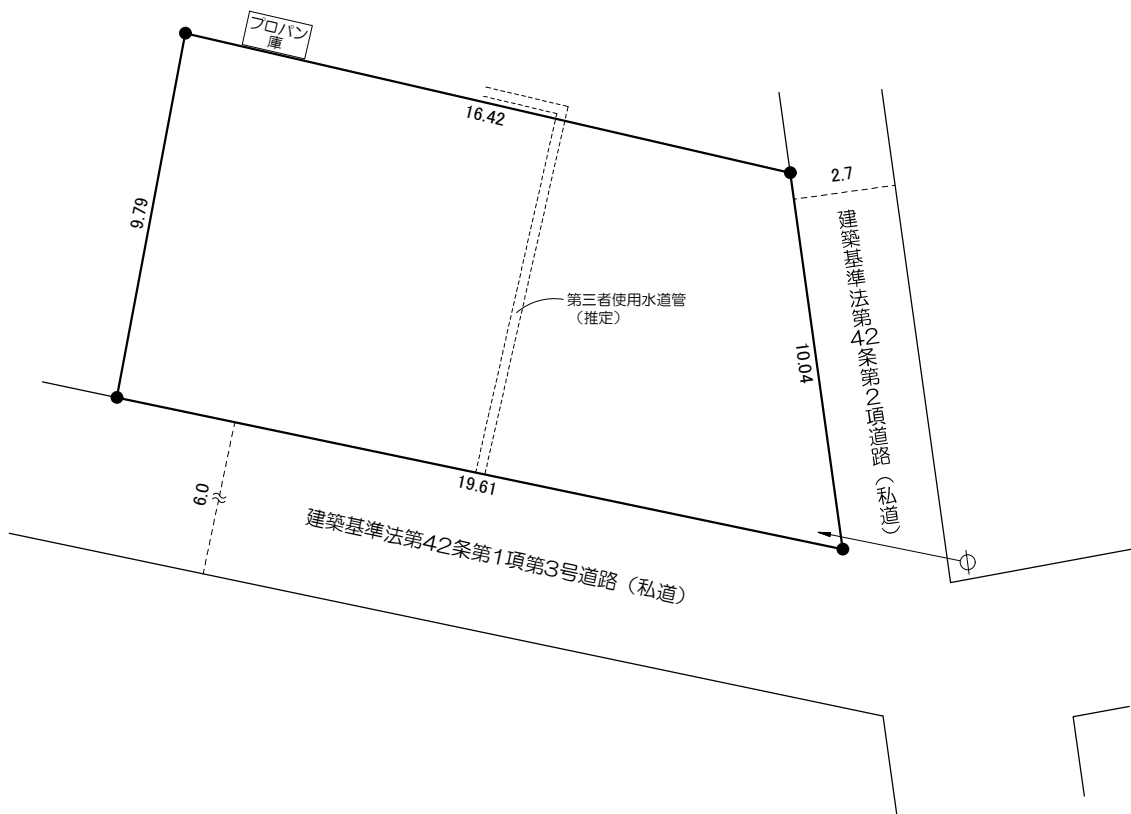 プロパン
庫
16.42
2.7
9.79
建築基準法第42条第2項道路（私道）
第三者使用水道管
（推定）
10.04
6.0
19.61
建築基準法第42条第1項第3号道路（私道）